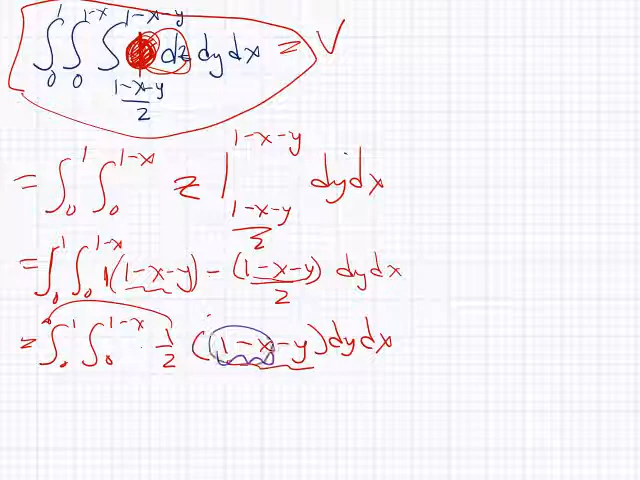 ∫₀¹ ∫₀^(1-x) ∫_((1-x-y)/2)^(1-x-y) dz dy dx = V
= ∫₀¹ ∫₀^(1-x) z |_((1-x-y)/2)^(1-x-y) dy dx
= ∫₀¹ ∫₀^(1-x) 1(1-x-y) - (1-x-y)/2 dy dx
= ∫₀¹ ∫₀^(1-x) 1/2 (1-x-y) dy dx